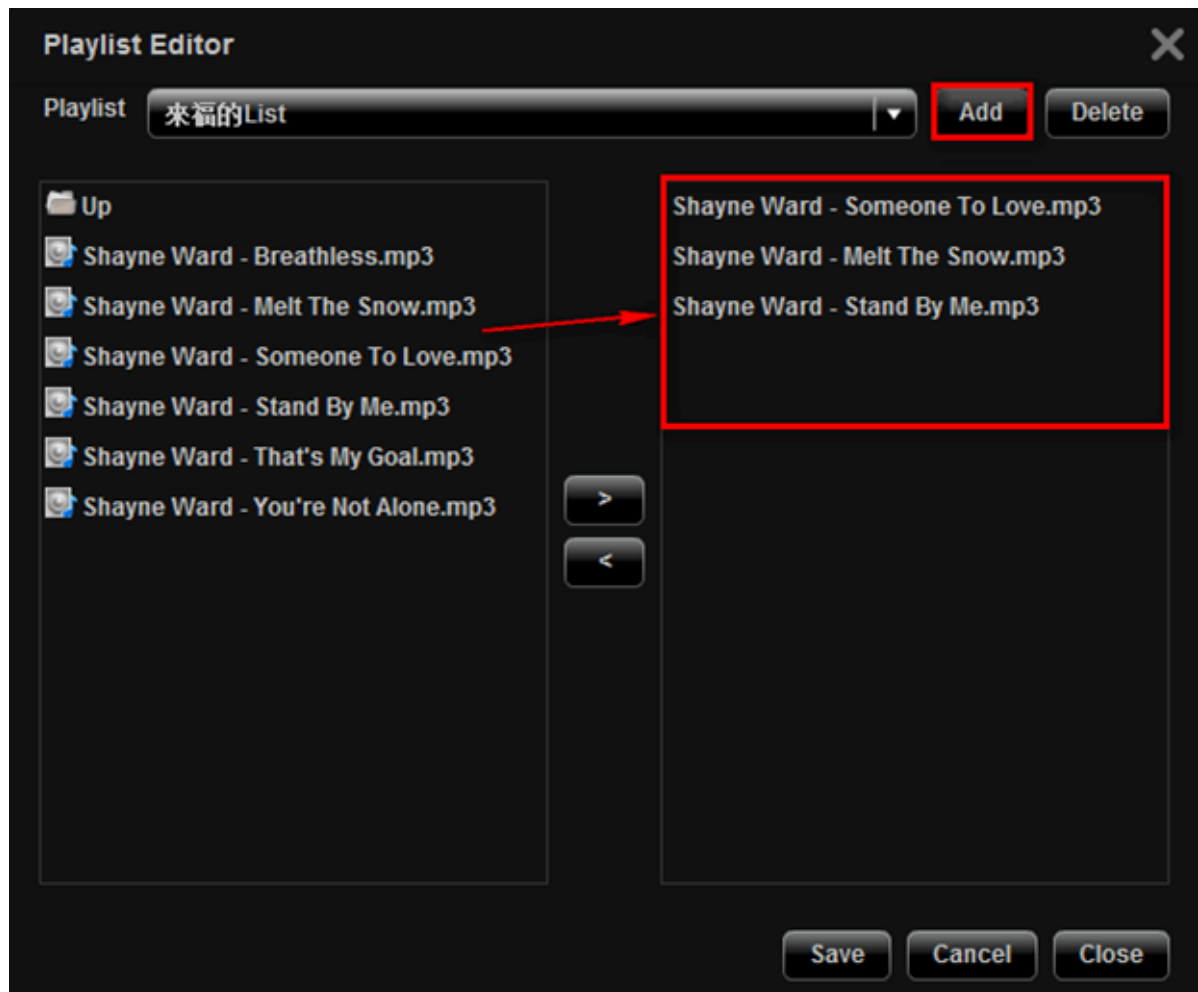 Playlist Editor
Playlist 來福的List Add Delete
Up
Shayne Ward - Breathless.mp3
Shayne Ward - Melt The Snow.mp3
Shayne Ward - Someone To Love.mp3
Shayne Ward - Stand By Me.mp3
Shayne Ward - That's My Goal.mp3
Shayne Ward - You're Not Alone.mp3
>
<
Shayne Ward - Someone To Love.mp3
Shayne Ward - Melt The Snow.mp3
Shayne Ward - Stand By Me.mp3
Save Cancel Close